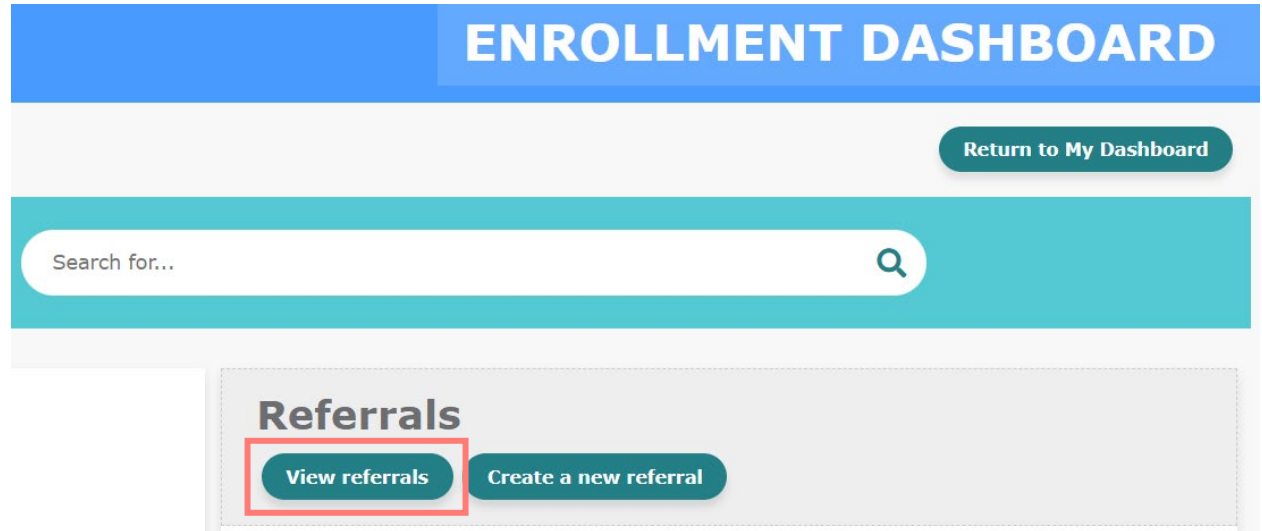 ENROLLMENT DASHBOARD
Return to My Dashboard
Search for...
Referrals
View referrals Create a new referral